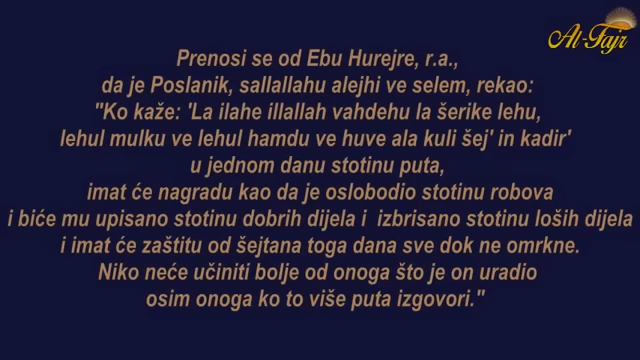 Al-Fajr
Prenosi se od Ebu Hurejre, r.a.,
da je Poslanik, sallallahu alejhi ve selem, rekao:
"Ko kaže: 'La ilahe illallah vahdehu la šerike lehu,
lehul mulku ve lehul hamdu ve huve ala kuli šej' in kadir'
u jednom danu stotinu puta,
imat će nagradu kao da je oslobodio stotinu robova
i biće mu upisano stotinu dobrih dijela i izbrisano stotinu loših dijela
i imat će zaštitu od šejtana toga dana sve dok ne omrkne.
Niko neće učiniti bolje od onoga što je on uradio
osim onoga ko to više puta izgovori."